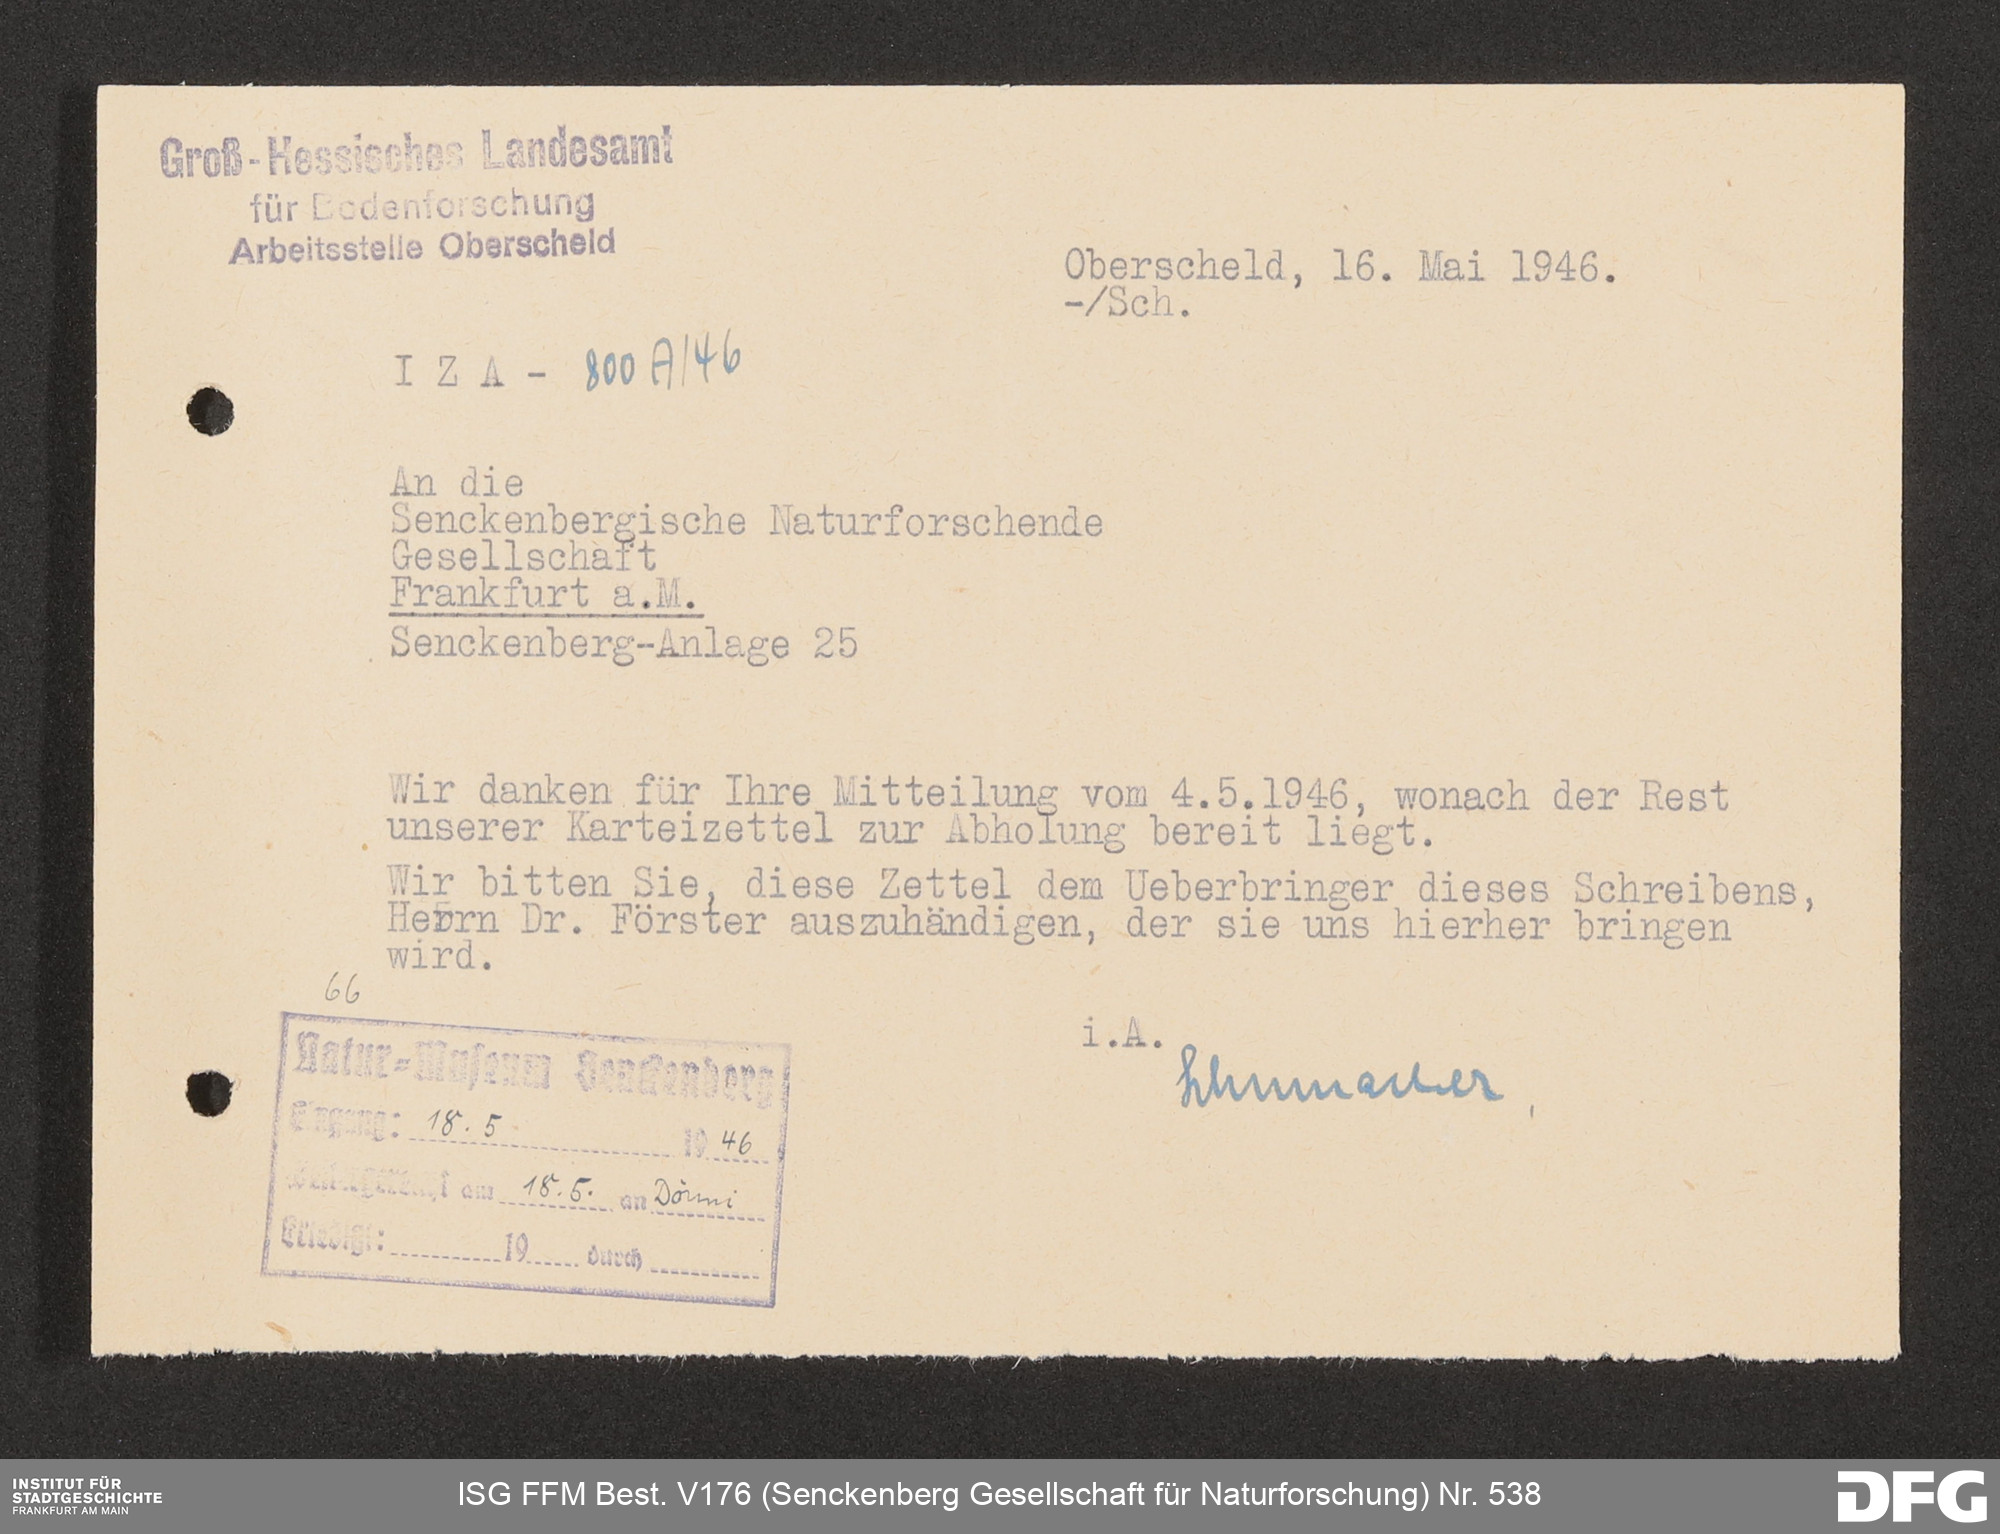 Groß-Hessisches Landesamt
für Bodenforschung
Arbeitsstelle Oberscheld
Oberscheld, 16. Mai 1946.
-/Sch.
I Z A - 800 A/46
An die
Senckenbergische Naturforschende
Gesellschaft
Frankfurt a.M.
Senckenberg-Anlage 25
Wir danken für Ihre Mitteilung vom 4.5.1946, wonach der Rest
unserer Karteizettel zur Abholung bereit liegt.
Wir bitten Sie, diese Zettel dem Ueberbringer dieses Schreibens,
Herrn Dr. Förster auszuhändigen, der sie uns hierher bringen
wird.
66
i.A.
Schumacher
Natur-Museum Senckenberg
Eingang: 18. 5 19 46
Weitergereicht am 18. 5. an
Erledigt: 19 durch
INSTITUT FÜR
STADTGESCHICHTE
FRANKFURT AM MAIN
ISG FFM Best. V176 (Senckenberg Gesellschaft für Naturforschung) Nr. 538
DFG